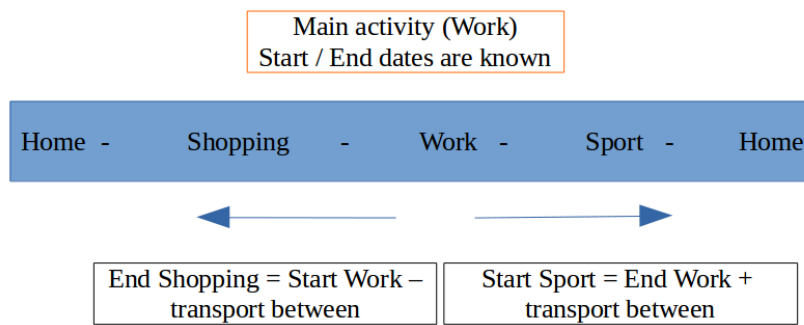 Main activity (Work)
Start / End dates are known
Home - Shopping - Work - Sport - Home
End Shopping = Start Work –
transport between
Start Sport = End Work +
transport between